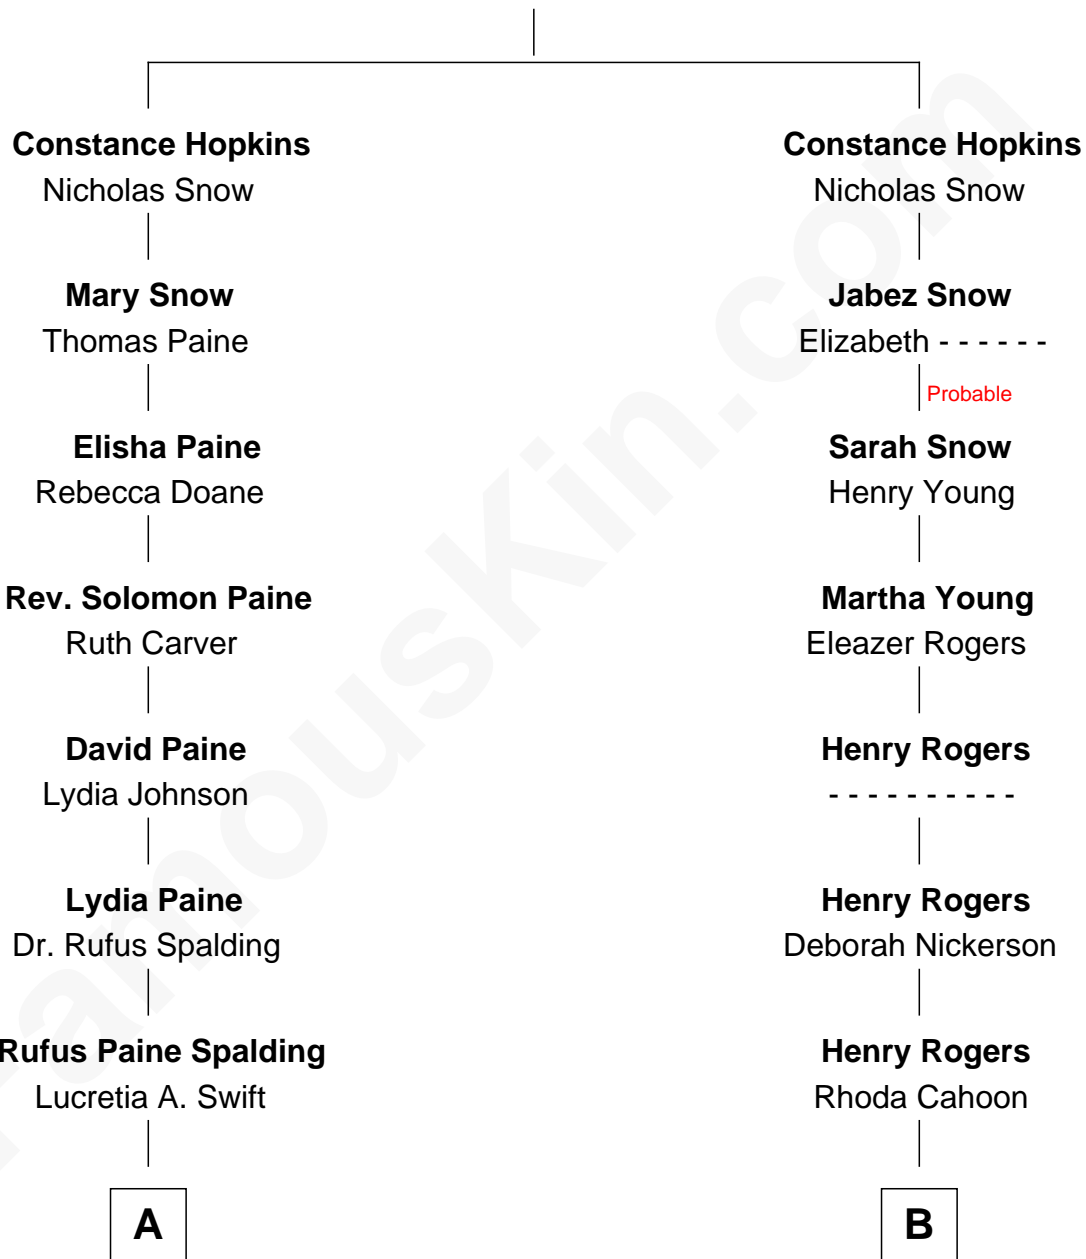 Constance Hopkins
Nicholas Snow
Mary Snow
Thomas Paine
Elisha Paine
Rebecca Doane
Rev. Solomon Paine
Ruth Carver
David Paine
Lydia Johnson
Lydia Paine
Dr. Rufus Spalding
Rufus Paine Spalding
Lucretia A. Swift
A
Constance Hopkins
Nicholas Snow
Jabez Snow
Elizabeth - - - - - -
Probable
Sarah Snow
Henry Young
Martha Young
Eleazer Rogers
Henry Rogers
- - - - - - - - - -
Henry Rogers
Deborah Nickerson
Henry Rogers
Rhoda Cahoon
B
FamousKin.com